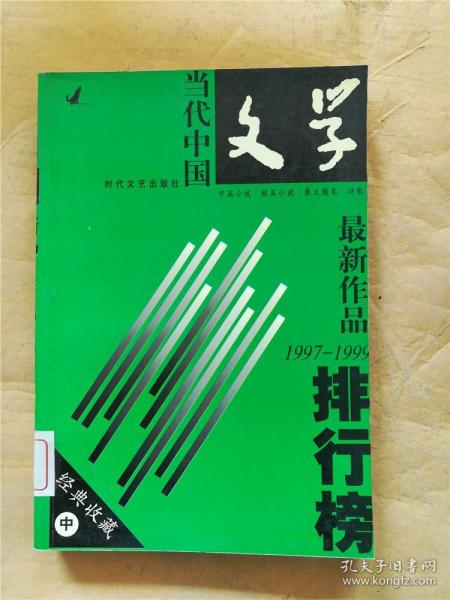 当代中国
文学
时代文艺出版社
中篇小说·短篇小说·散文随笔·诗歌
最新作品
1997-1999
排行榜
经典收藏
中
孔夫子旧书网
www.kongfz.com